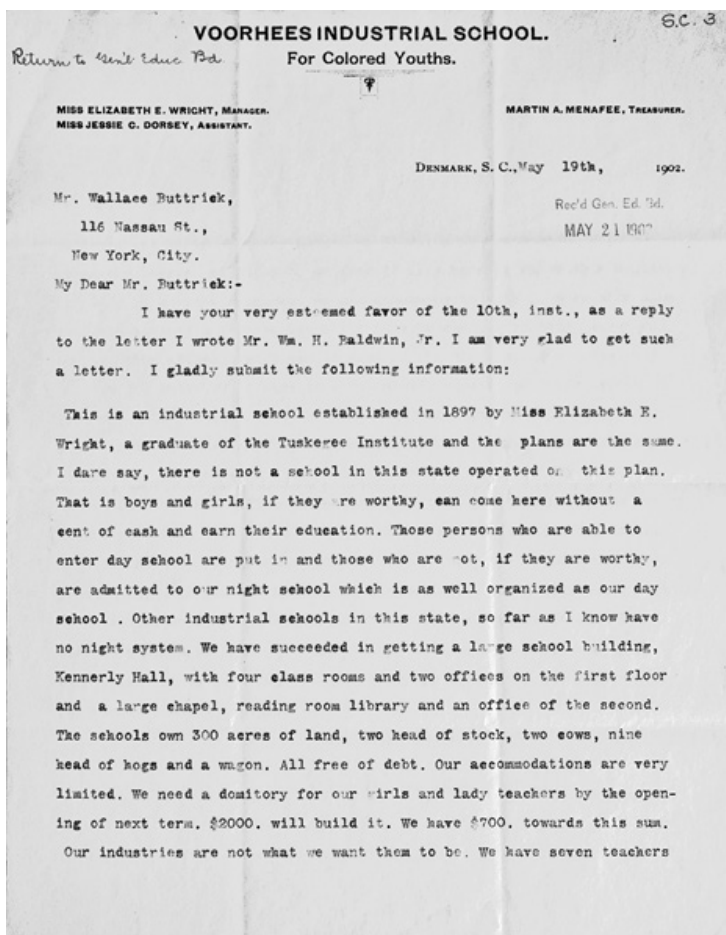 S.C. 3
VOORHEES INDUSTRIAL SCHOOL.
Return to Gen'l Educ Bd.
For Colored Youths.
MISS ELIZABETH E. WRIGHT, MANAGER.
MARTIN A. MENAFEE, TREASURER.
MISS JESSIE C. DORSEY, ASSISTANT.
DENMARK, S. C., May 19th, 1902.
Mr. Wallace Buttrick,
Rec'd Gen. Ed. Bd.
116 Nassau St.,
MAY 21 1902
New York, City.
My Dear Mr. Buttrick:-
I have your very esteemed favor of the 10th, inst., as a reply
to the letter I wrote Mr. Wm. H. Baldwin, Jr. I am very glad to get such
a letter. I gladly submit the following information:
This is an industrial school established in 1897 by Miss Elizabeth E.
Wright, a graduate of the Tuskegee Institute and the plans are the same.
I dare say, there is not a school in this state operated on this plan.
That is boys and girls, if they are worthy, can come here without a
cent of cash and earn their education. Those persons who are able to
enter day school are put in and those who are not, if they are worthy,
are admitted to our night school which is as well organized as our day
school . Other industrial schools in this state, so far as I know have
no night system. We have succeeded in getting a large school building,
Kennerly Hall, with four class rooms and two offices on the first floor
and a large chapel, reading room library and an office of the second.
The schools own 300 acres of land, two head of stock, two cows, nine
head of hogs and a wagon. All free of debt. Our accommodations are very
limited. We need a domitory for our girls and lady teachers by the open-
ing of next term. $2000. will build it. We have $700. towards this sum.
Our industries are not what we want them to be. We have seven teachers